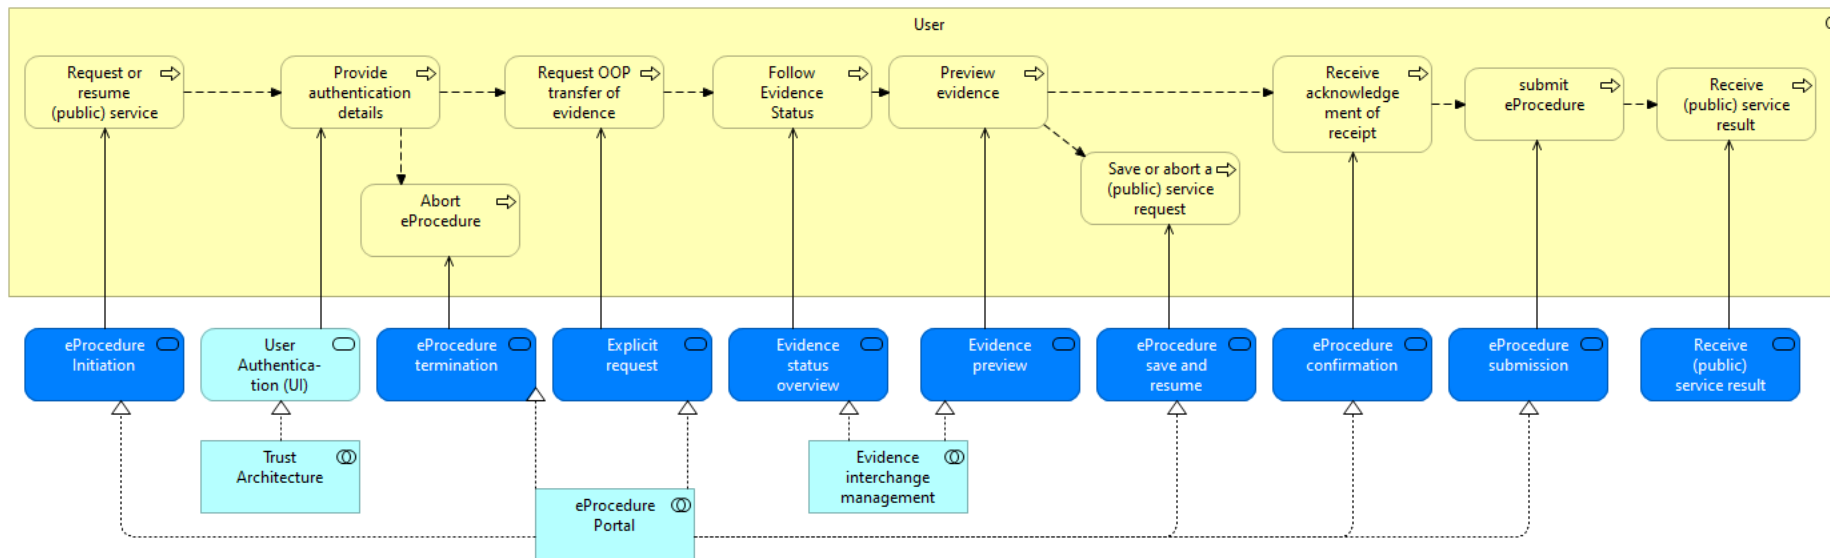 User
Request or
resume
(public) service
Provide
authentication
details
Request OOP
transfer of
evidence
Follow
Evidence
Status
Preview
evidence
Receive
acknowledge
ment of
receipt
submit
eProcedure
Receive
(public) service
result
Abort
eProcedure
Save or abort a
(public) service
request
eProcedure
Initiation
User
Authentica-
tion (UI)
eProcedure
termination
Explicit
request
Evidence
status
overview
Evidence
preview
eProcedure
save and
resume
eProcedure
confirmation
eProcedure
submission
Receive
(public)
service result
Trust
Architecture
eProcedure
Portal
Evidence
interchange
management